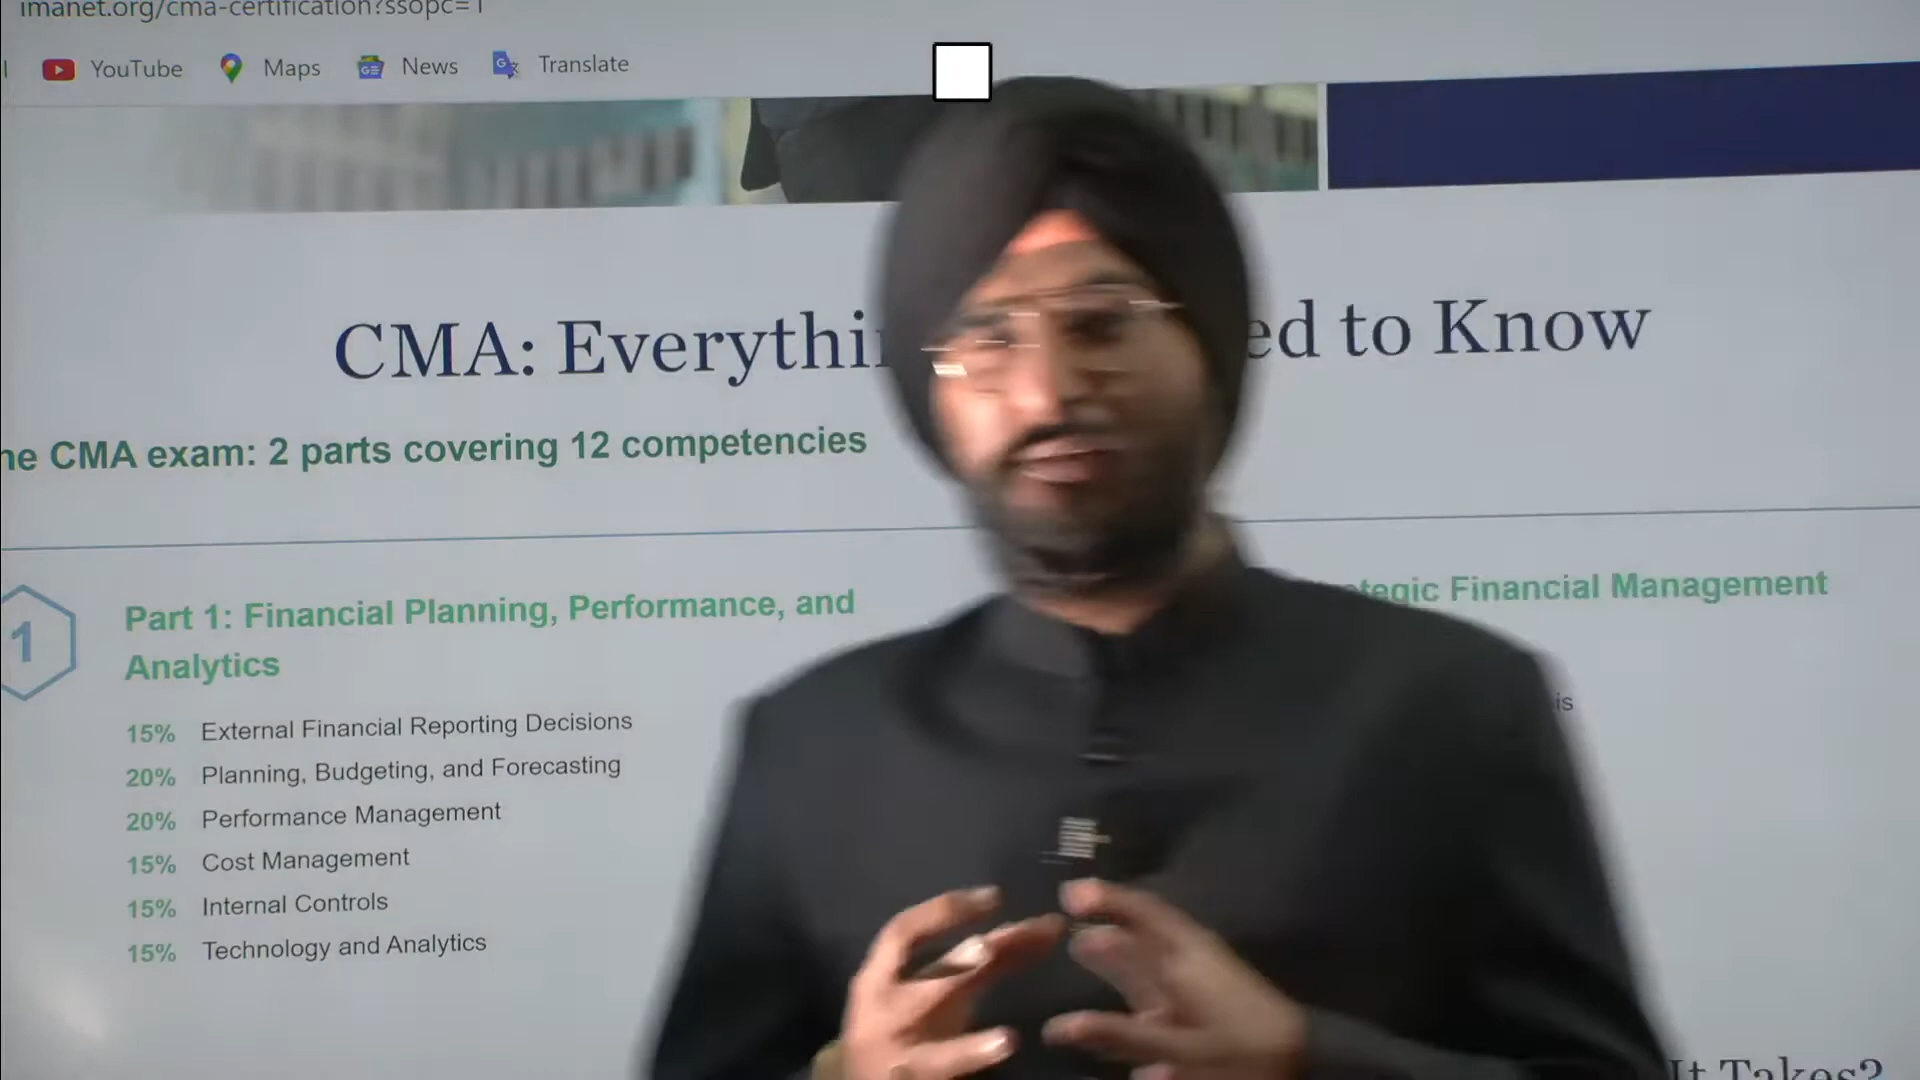 imanet.org/cma-certification?ssopc=1
YouTube Maps News Translate
CMA: Everythi ed to Know
he CMA exam: 2 parts covering 12 competencies
1
Part 1: Financial Planning, Performance, and
Analytics
15% External Financial Reporting Decisions
20% Planning, Budgeting, and Forecasting
20% Performance Management
15% Cost Management
15% Internal Controls
15% Technology and Analytics
ategic Financial Management
is
It Takes?